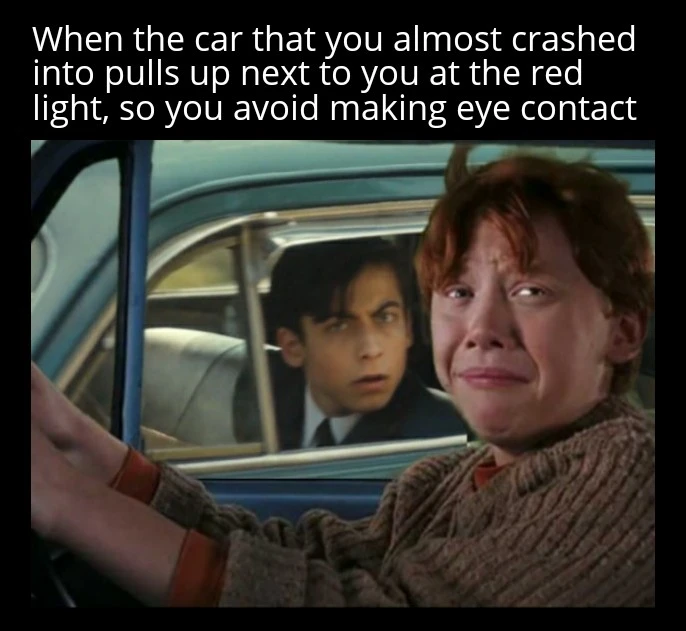 When the car that you almost crashed
into pulls up next to you at the red
light, so you avoid making eye contact